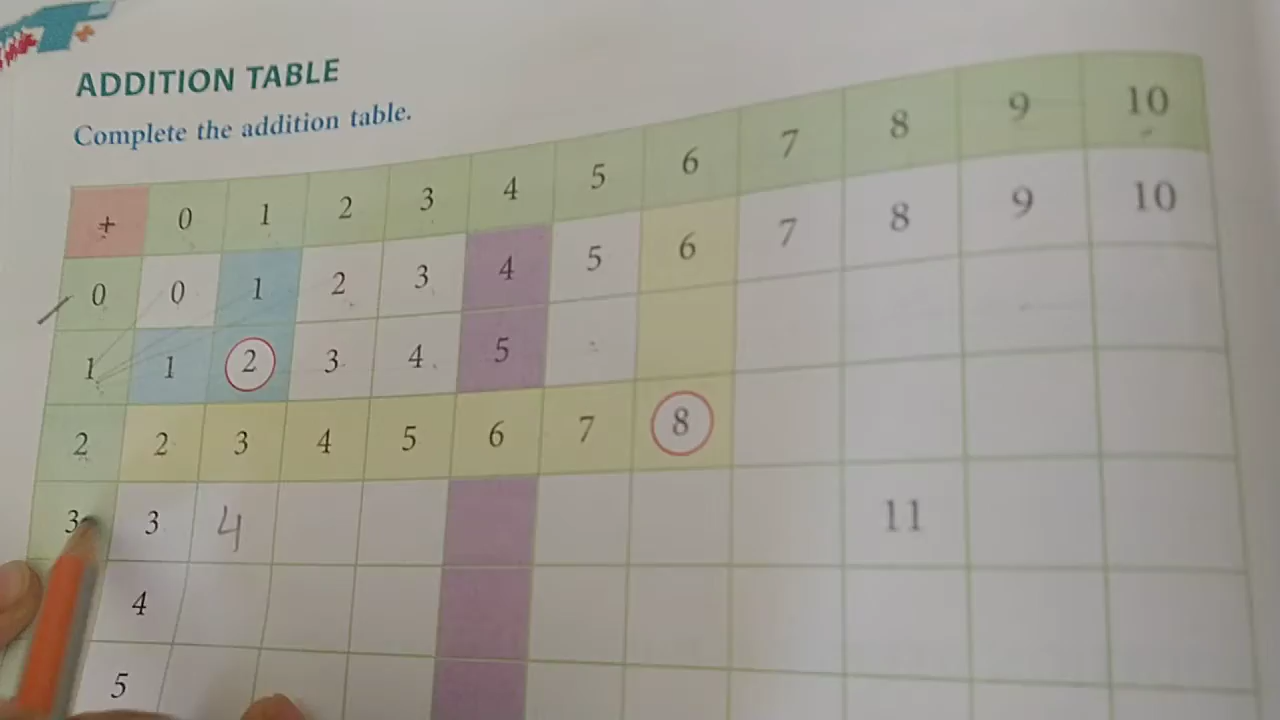 ADDITION TABLE
Complete the addition table.
+ 0 1 2 3 4 5 6 7 8 9 10
0 0 1 2 3 4 5 6 7 8 9 10
1 1 2 3 4 5
2 2 3 4 5 6 7 8
3 3 4 11
4
5